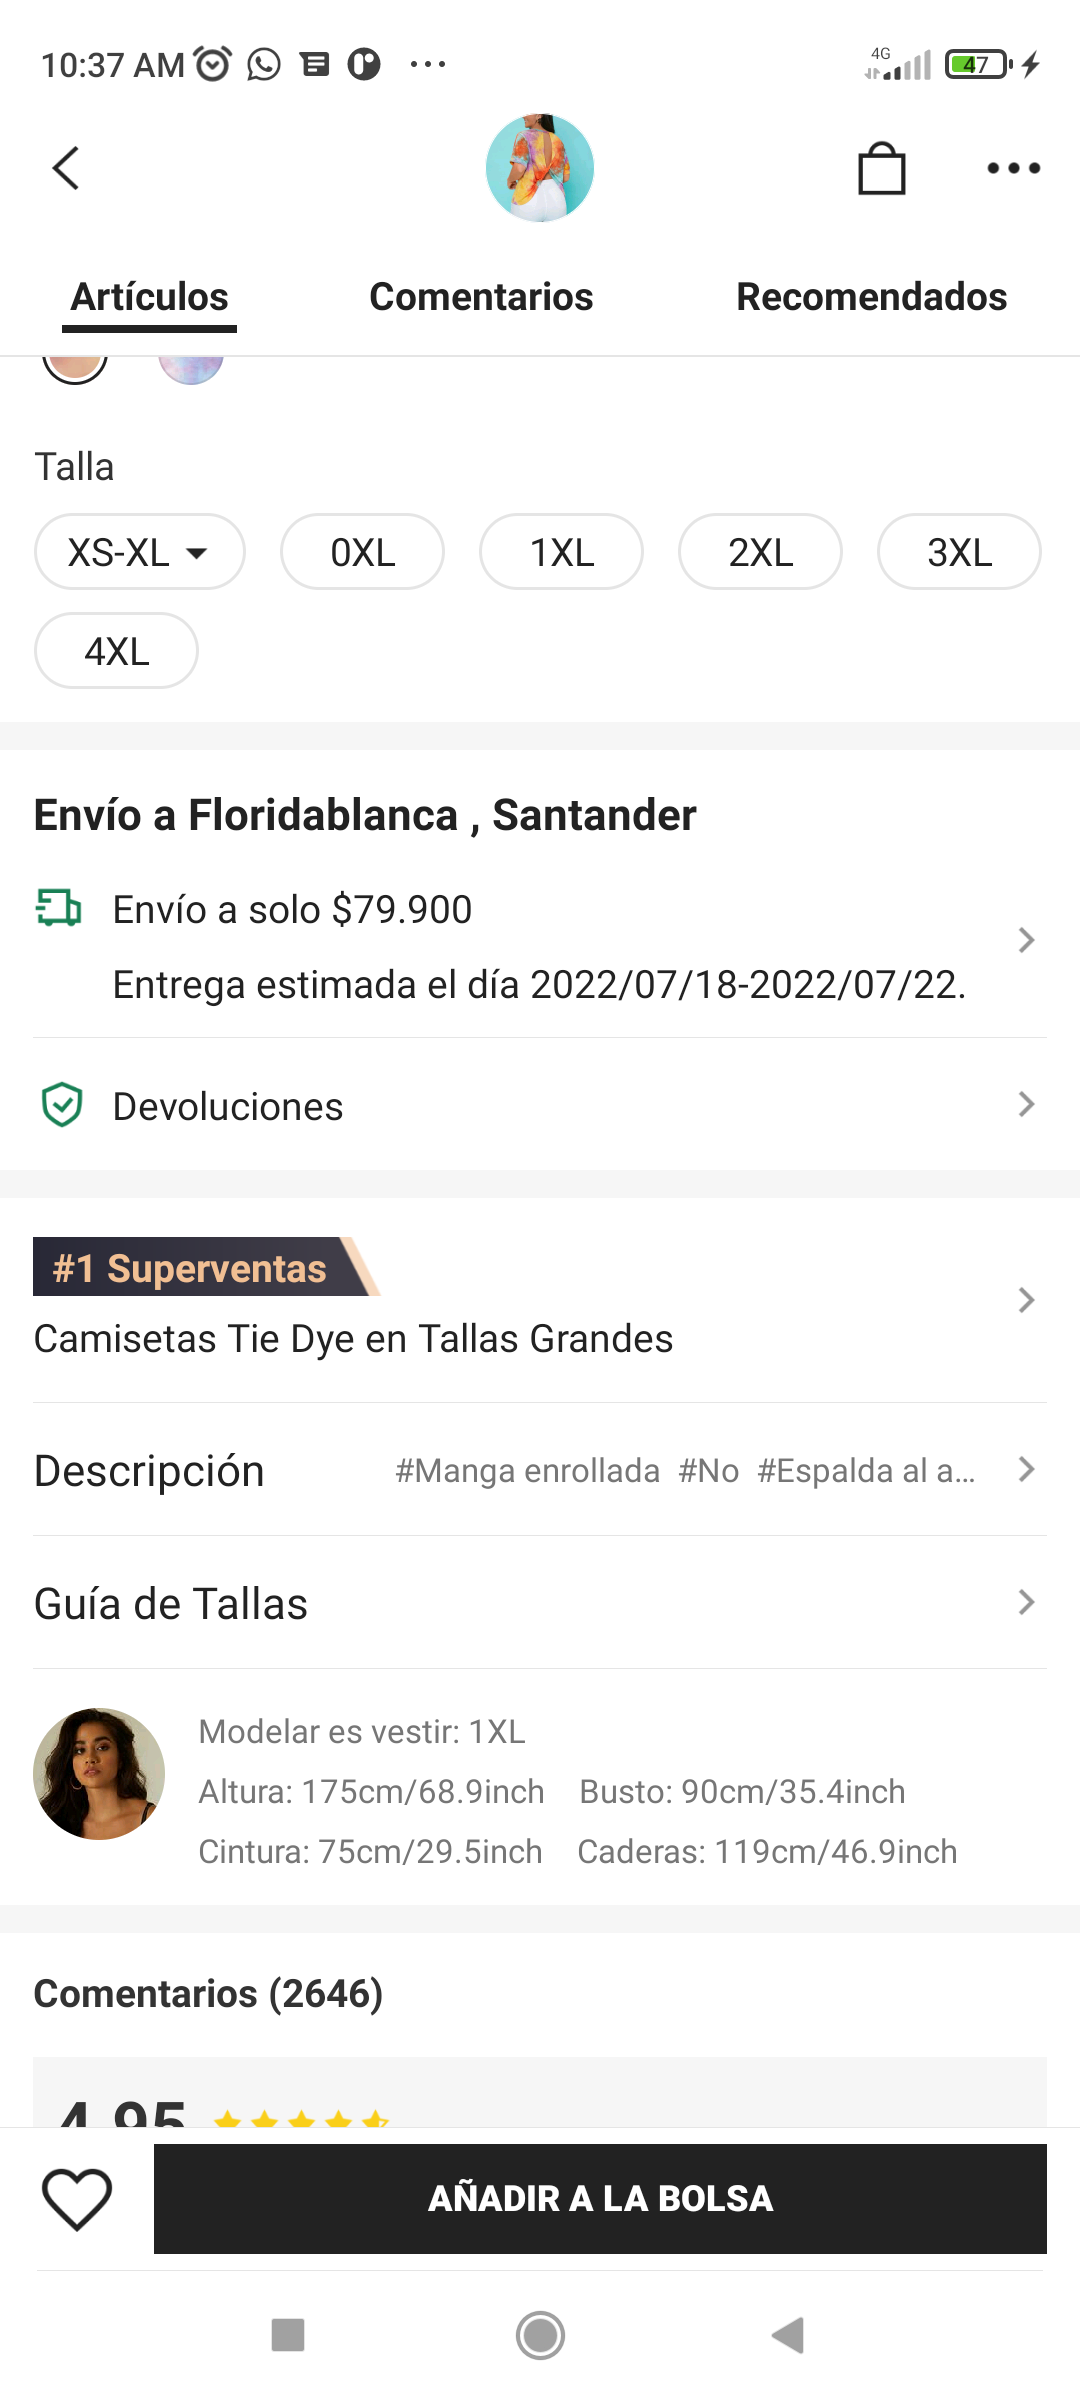 10:37 AM
4G
47
Artículos Comentarios Recomendados
Talla
XS-XL 0XL 1XL 2XL 3XL
4XL
Envío a Floridablanca , Santander
Envío a solo $79.900
Entrega estimada el día 2022/07/18-2022/07/22.
Devoluciones
#1 Superventas
Camisetas Tie Dye en Tallas Grandes
Descripción #Manga enrollada #No #Espalda al a...
Guía de Tallas
Modelar es vestir: 1XL
Altura: 175cm/68.9inch Busto: 90cm/35.4inch
Cintura: 75cm/29.5inch Caderas: 119cm/46.9inch
Comentarios (2646)
4.95
AÑADIR A LA BOLSA